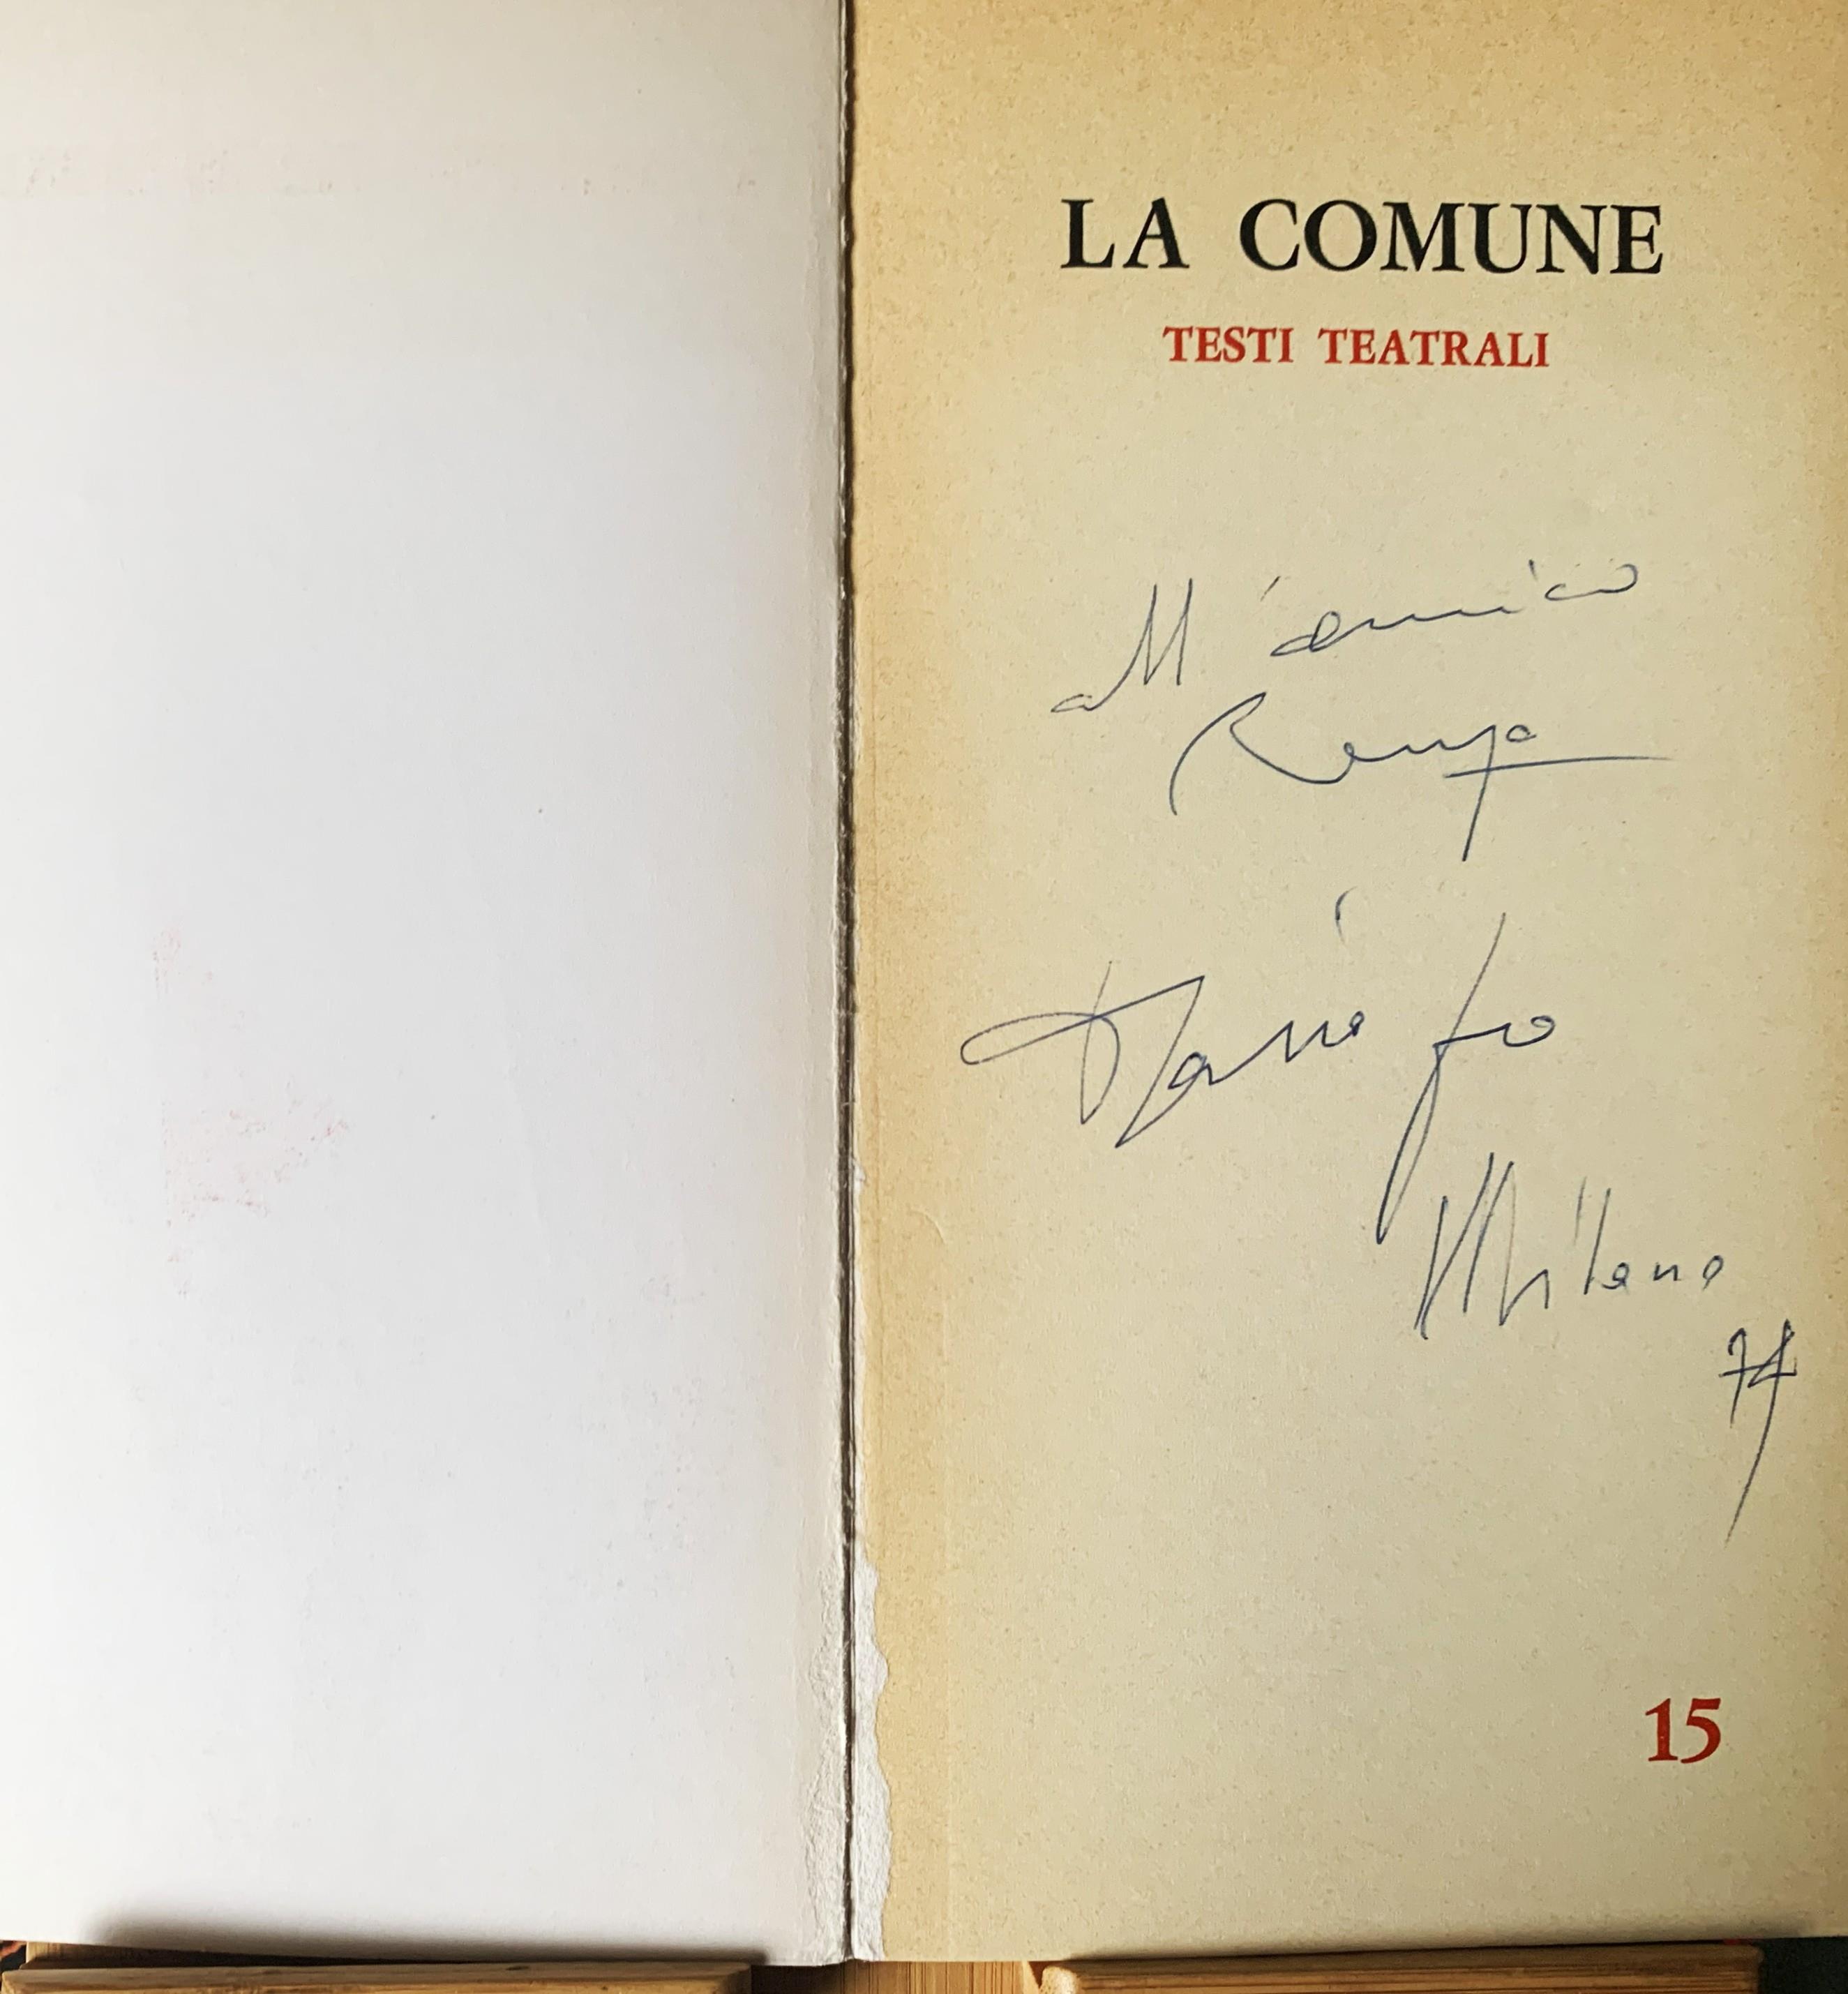 LA COMUNE
TESTI TEATRALI
all'amico
Renzo
Dario Fo
Milano
74
15